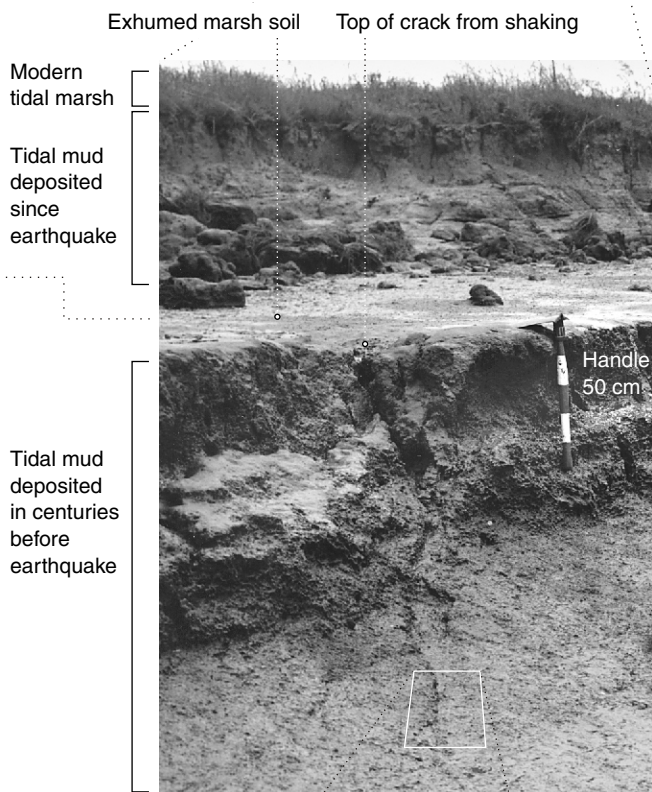 Exhumed marsh soil
Top of crack from shaking
Modern
tidal marsh
Tidal mud
deposited
since
earthquake
Handle
50 cm
Tidal mud
deposited
in centuries
before
earthquake